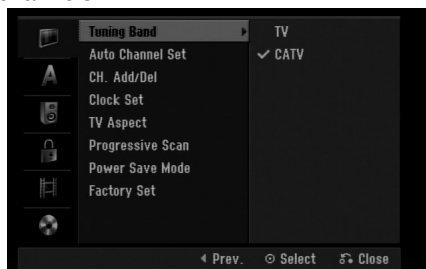 Tuning Band
TV
Auto Channel Set
✓ CATV
CH. Add/Del
Clock Set
TV Aspect
Progressive Scan
Power Save Mode
Factory Set
A
Prev.
Select
Close